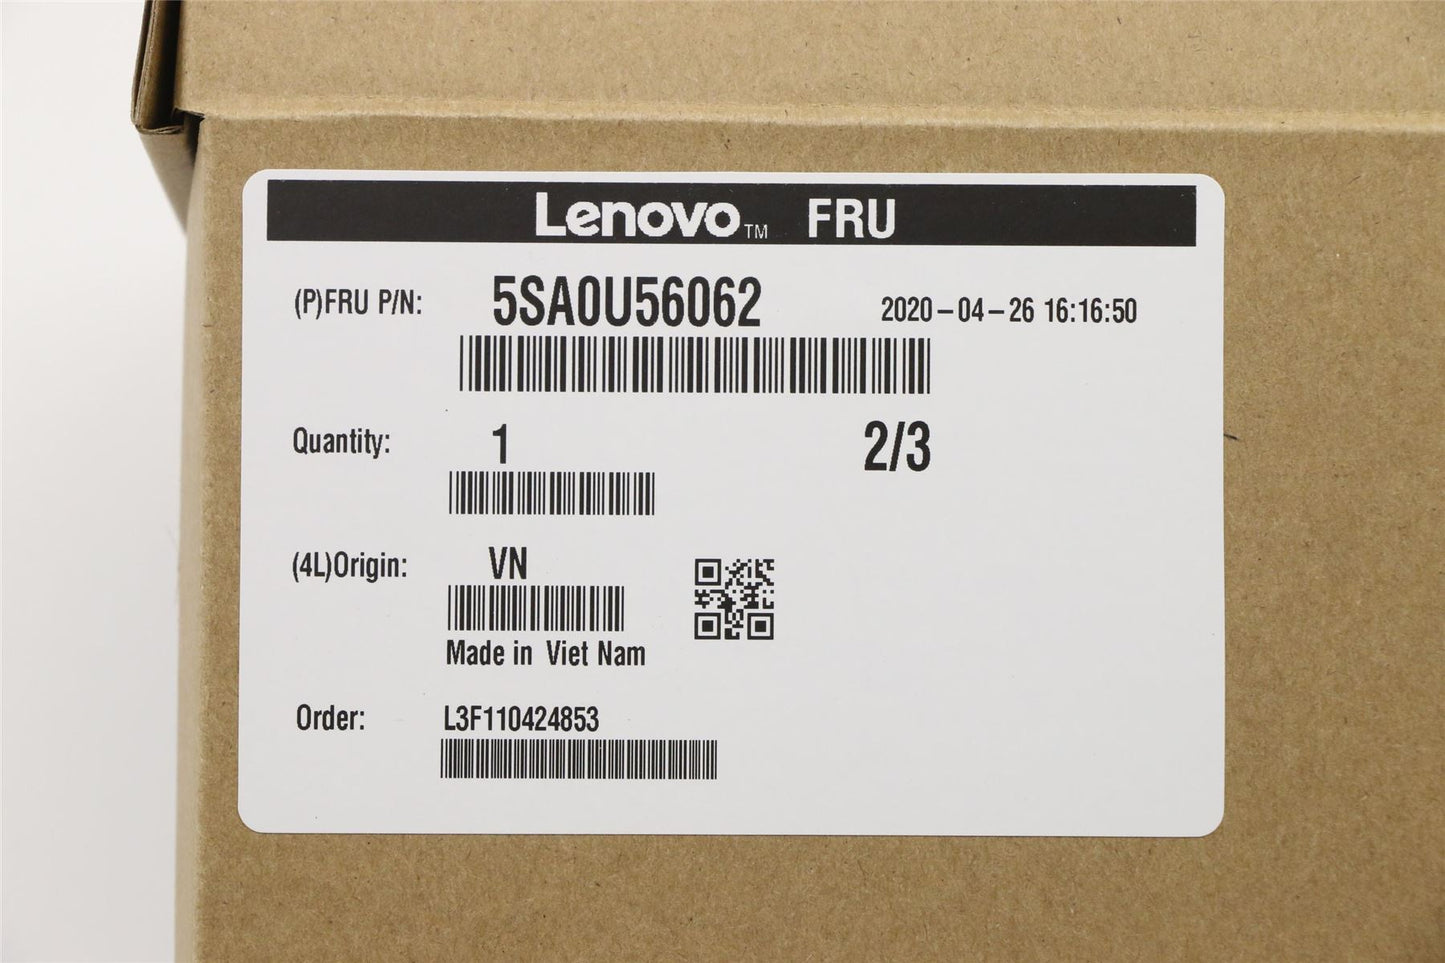 Lenovo™ FRU
(P)FRU P/N: 5SA0U56062 2020-04-26 16:16:50
Quantity: 1 2/3
(4L)Origin: VN
Made in Viet Nam
Order: L3F110424853